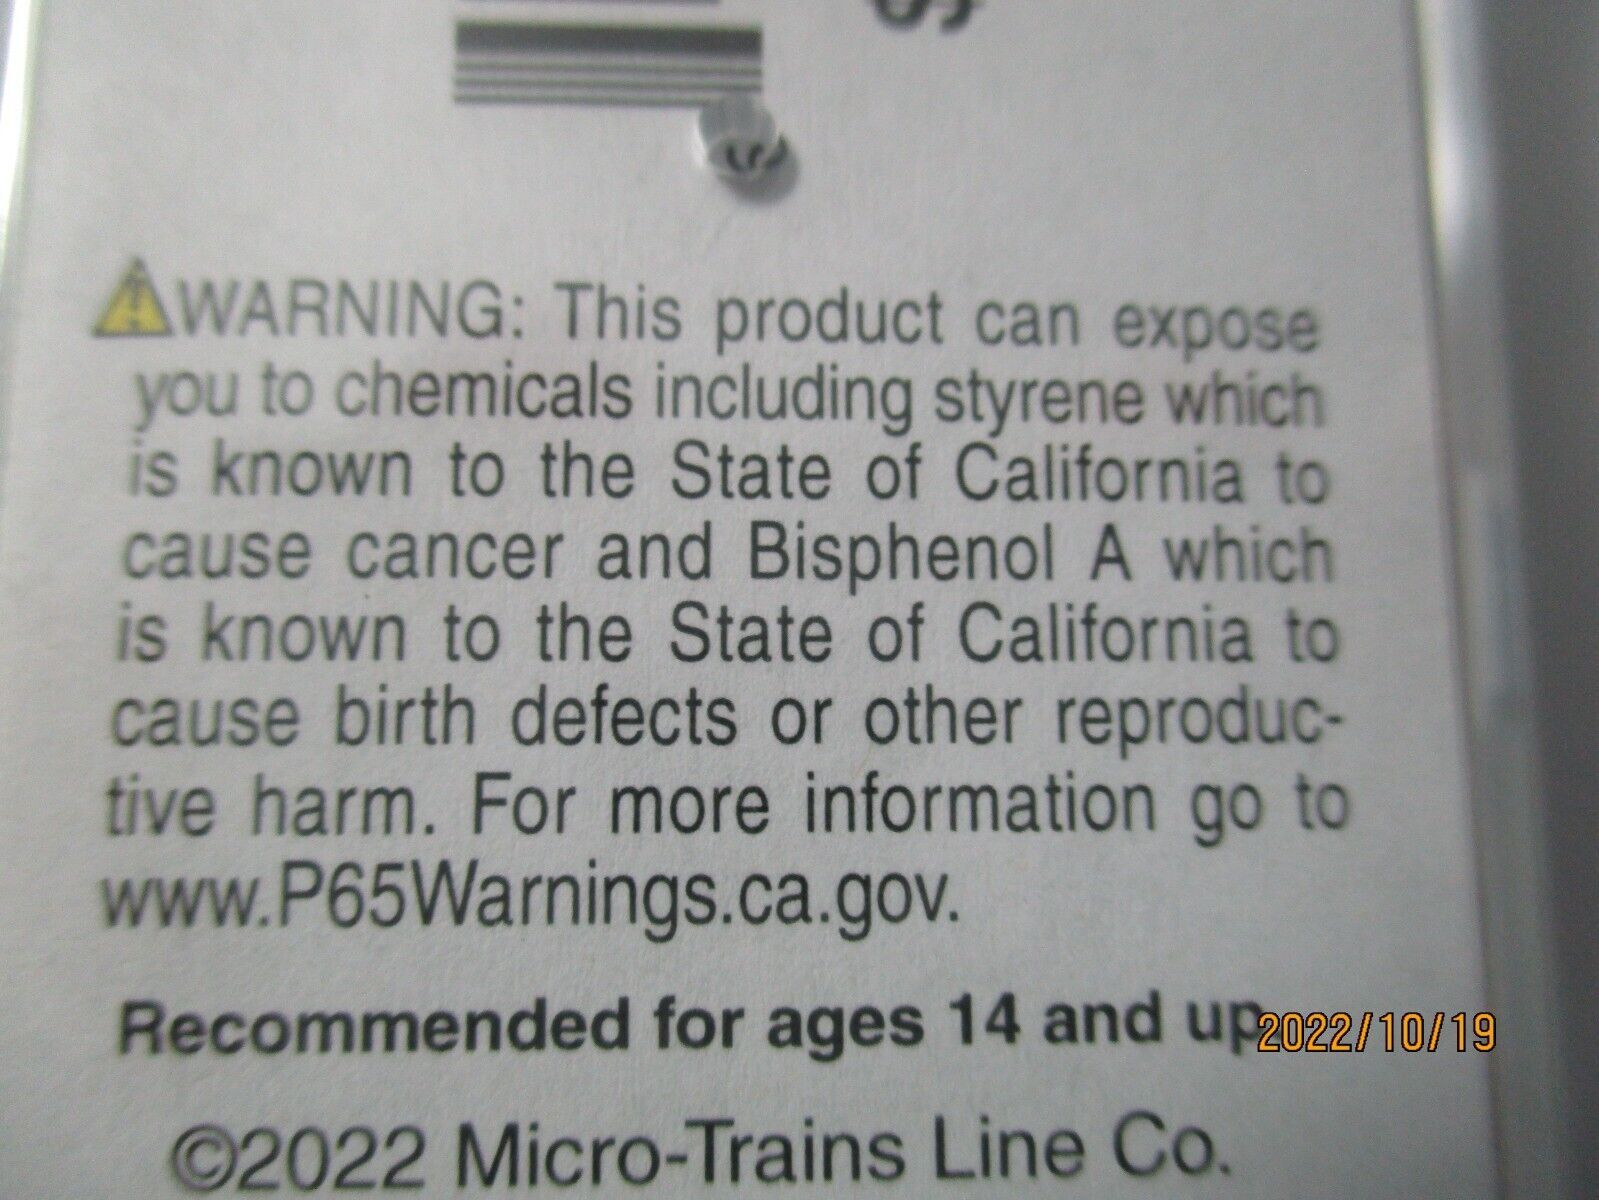 ⚠WARNING: This product can expose
you to chemicals including styrene which
is known to the State of California to
cause cancer and Bisphenol A which
is known to the State of California to
cause birth defects or other reproduc-
tive harm. For more information go to
www.P65Warnings.ca.gov.
Recommended for ages 14 and up
2022/10/19
©2022 Micro-Trains Line Co.